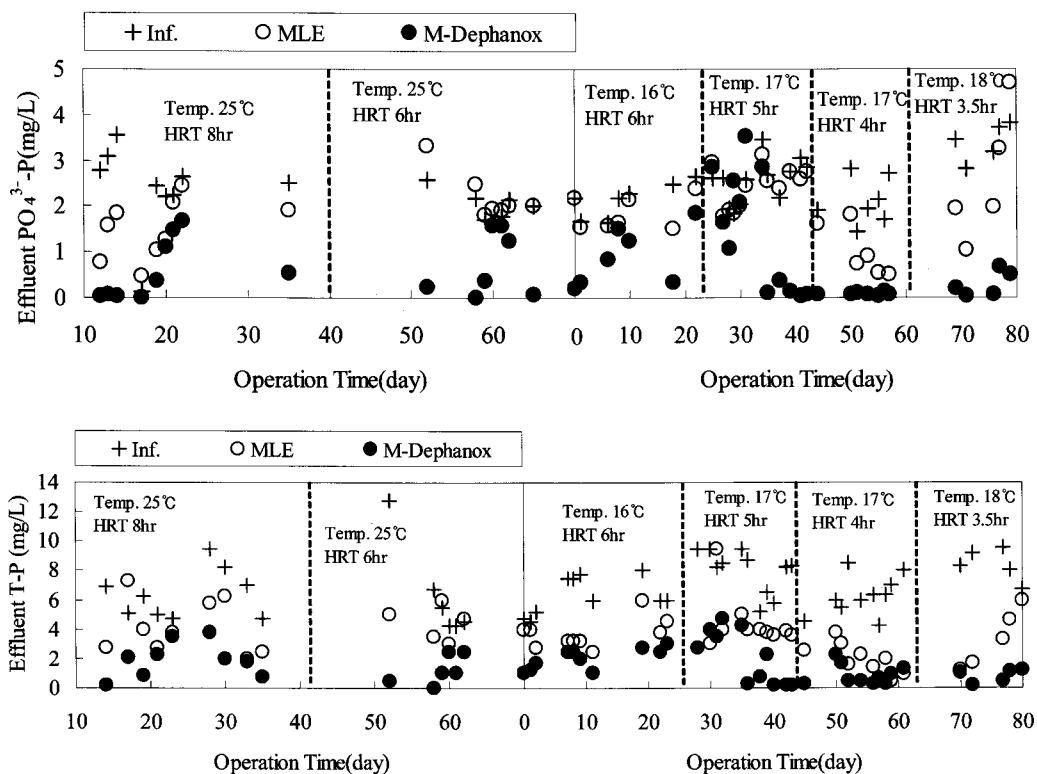 + Inf. ○ MLE ● M-Dephanox
Effluent PO₄³⁻-P(mg/L)
5
4
3
2
1
0
Temp. 25℃
HRT 8hr
Temp. 25℃
HRT 6hr
Temp. 16℃
HRT 6hr
Temp. 17℃
HRT 5hr
Temp. 17℃
HRT 4hr
Temp. 18℃
HRT 3.5hr
10 20 30 40 50 60 0 10 20 30 40 50 60 70 80
Operation Time(day) Operation Time(day)
+ Inf. ○ MLE ● M-Dephanox
Effluent T-P (mg/L)
14
12
10
8
6
4
2
0
Temp. 25℃
HRT 8hr
Temp. 25℃
HRT 6hr
Temp. 16℃
HRT 6hr
Temp. 17℃
HRT 5hr
Temp. 17℃
HRT 4hr
Temp. 18℃
HRT 3.5hr
10 20 30 40 50 60 0 10 20 30 40 50 60 70 80
Operation Time(day) Operation Time(day)